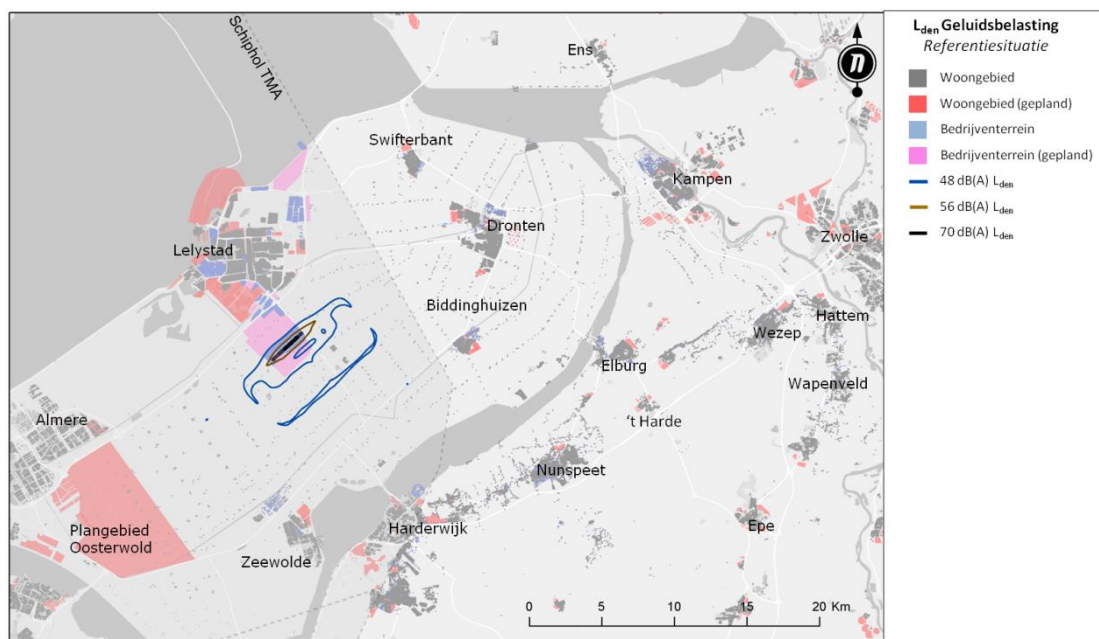 Schiphol TMA
Ens
Swifterbant
Kampen
Dronten
Zwolle
Lelystad
Biddinghuizen
Hattem
Wezep
Elburg
Wapenveld
Almere
't Harde
Nunspeet
Plangebied
Oosterwold
Harderwijk
Epe
Zeewolde
0 5 10 15 20 Km
n
Lden Geluidsbelasting
Referentiesituatie
Woongebied
Woongebied (gepland)
Bedrijventerrein
Bedrijventerrein (gepland)
48 dB(A) Lden
56 dB(A) Lden
70 dB(A) Lden